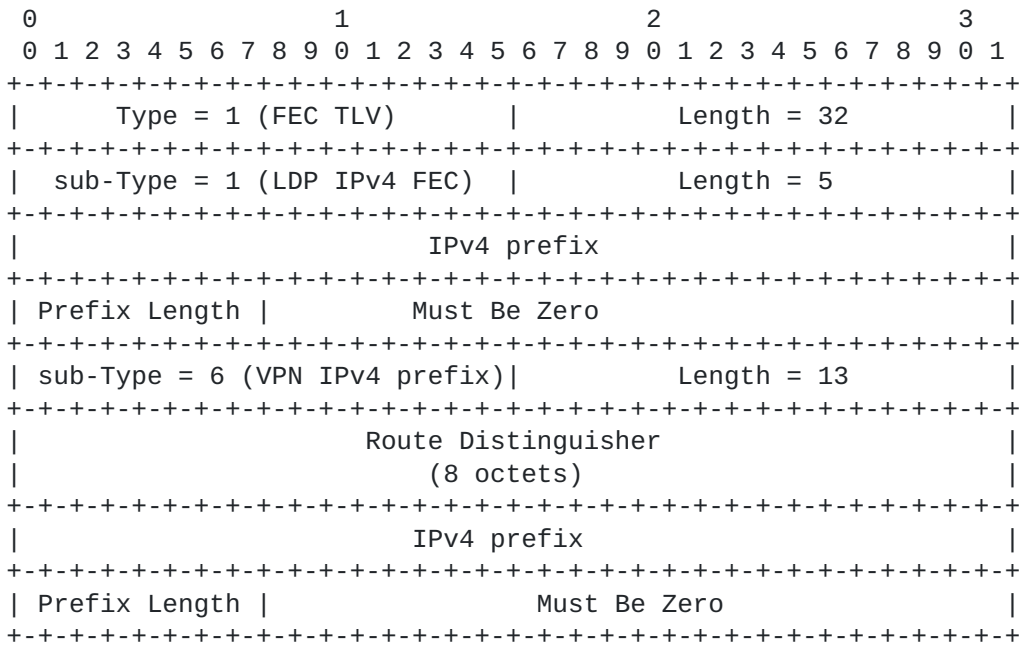 0                   1                   2                   3
 0 1 2 3 4 5 6 7 8 9 0 1 2 3 4 5 6 7 8 9 0 1 2 3 4 5 6 7 8 9 0 1
+-+-+-+-+-+-+-+-+-+-+-+-+-+-+-+-+-+-+-+-+-+-+-+-+-+-+-+-+-+-+-+-+
|      Type = 1 (FEC TLV)       |          Length = 32          |
+-+-+-+-+-+-+-+-+-+-+-+-+-+-+-+-+-+-+-+-+-+-+-+-+-+-+-+-+-+-+-+-+
|  sub-Type = 1 (LDP IPv4 FEC)  |          Length = 5           |
+-+-+-+-+-+-+-+-+-+-+-+-+-+-+-+-+-+-+-+-+-+-+-+-+-+-+-+-+-+-+-+-+
|                          IPv4 prefix                          |
+-+-+-+-+-+-+-+-+-+-+-+-+-+-+-+-+-+-+-+-+-+-+-+-+-+-+-+-+-+-+-+-+
| Prefix Length |         Must Be Zero                          |
+-+-+-+-+-+-+-+-+-+-+-+-+-+-+-+-+-+-+-+-+-+-+-+-+-+-+-+-+-+-+-+-+
| sub-Type = 6 (VPN IPv4 prefix)|          Length = 13          |
+-+-+-+-+-+-+-+-+-+-+-+-+-+-+-+-+-+-+-+-+-+-+-+-+-+-+-+-+-+-+-+-+
|                      Route Distinguisher                      |
|                          (8 octets)                           |
+-+-+-+-+-+-+-+-+-+-+-+-+-+-+-+-+-+-+-+-+-+-+-+-+-+-+-+-+-+-+-+-+
|                         IPv4 prefix                           |
+-+-+-+-+-+-+-+-+-+-+-+-+-+-+-+-+-+-+-+-+-+-+-+-+-+-+-+-+-+-+-+-+
| Prefix Length |                 Must Be Zero                  |
+-+-+-+-+-+-+-+-+-+-+-+-+-+-+-+-+-+-+-+-+-+-+-+-+-+-+-+-+-+-+-+-+